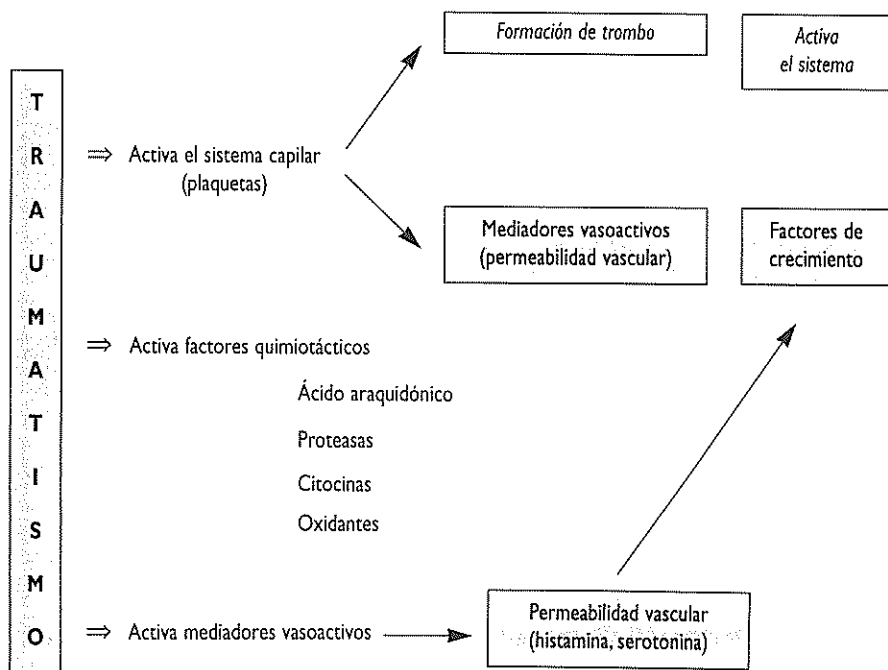 TRAUMATISMO
Formación de trombo
Activa
el sistema
⇒ Activa el sistema capilar
(plaquetas)
Mediadores vasoactivos
(permeabilidad vascular)
Factores de
crecimiento
⇒ Activa factores quimiotácticos
Ácido araquidónico
Proteasas
Citocinas
Oxidantes
⇒ Activa mediadores vasoactivos
Permeabilidad vascular
(histamina, serotonina)